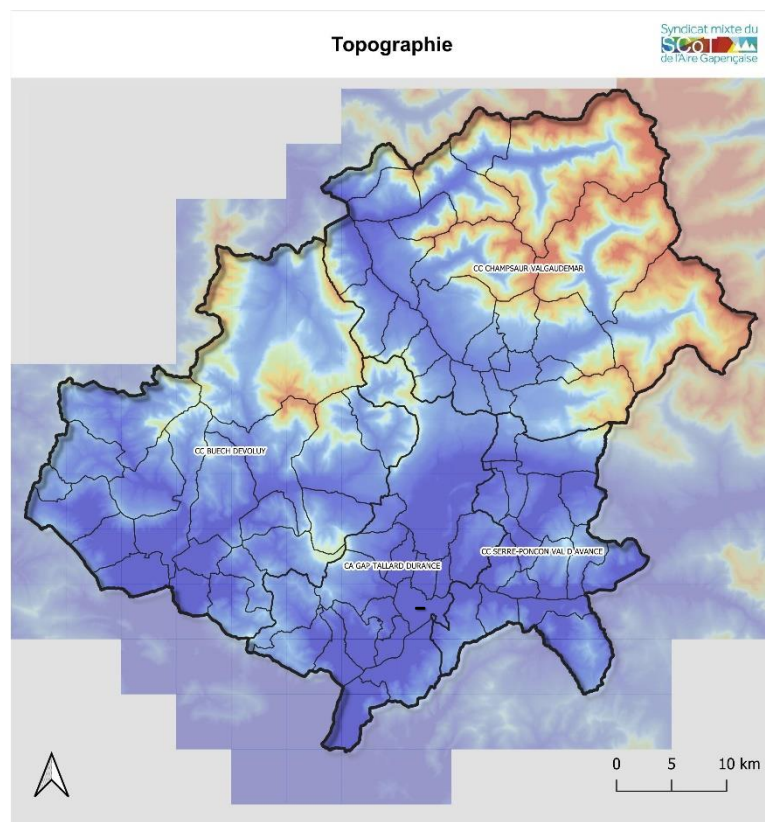 Topographie
Syndicat mixte du
SCoT
de l'Aire Gapençaise
CC CHAMPSAUR VALGAUDEMAR
CC BUECH DEVOLUY
CC SERRE-PONCON VAL D'AVANCE
CA GAP TALLARD DURANCE
0 5 10 km